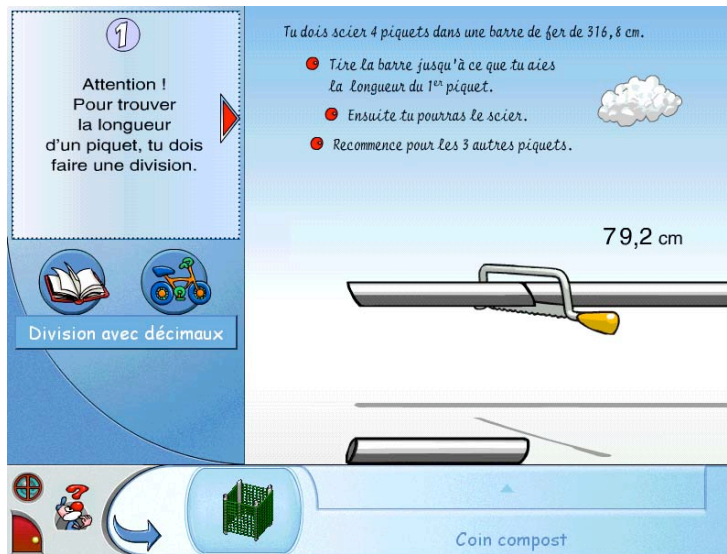 1
Attention !
Pour trouver
la longueur
d'un piquet, tu dois
faire une division.
Division avec décimaux
Tu dois scier 4 piquets dans une barre de fer de 316,8 cm.
Tire la barre jusqu'à ce que tu aies
la longueur du 1er piquet.
Ensuite tu pourras le scier.
Recommence pour les 3 autres piquets.
79,2 cm
?
Coin compost